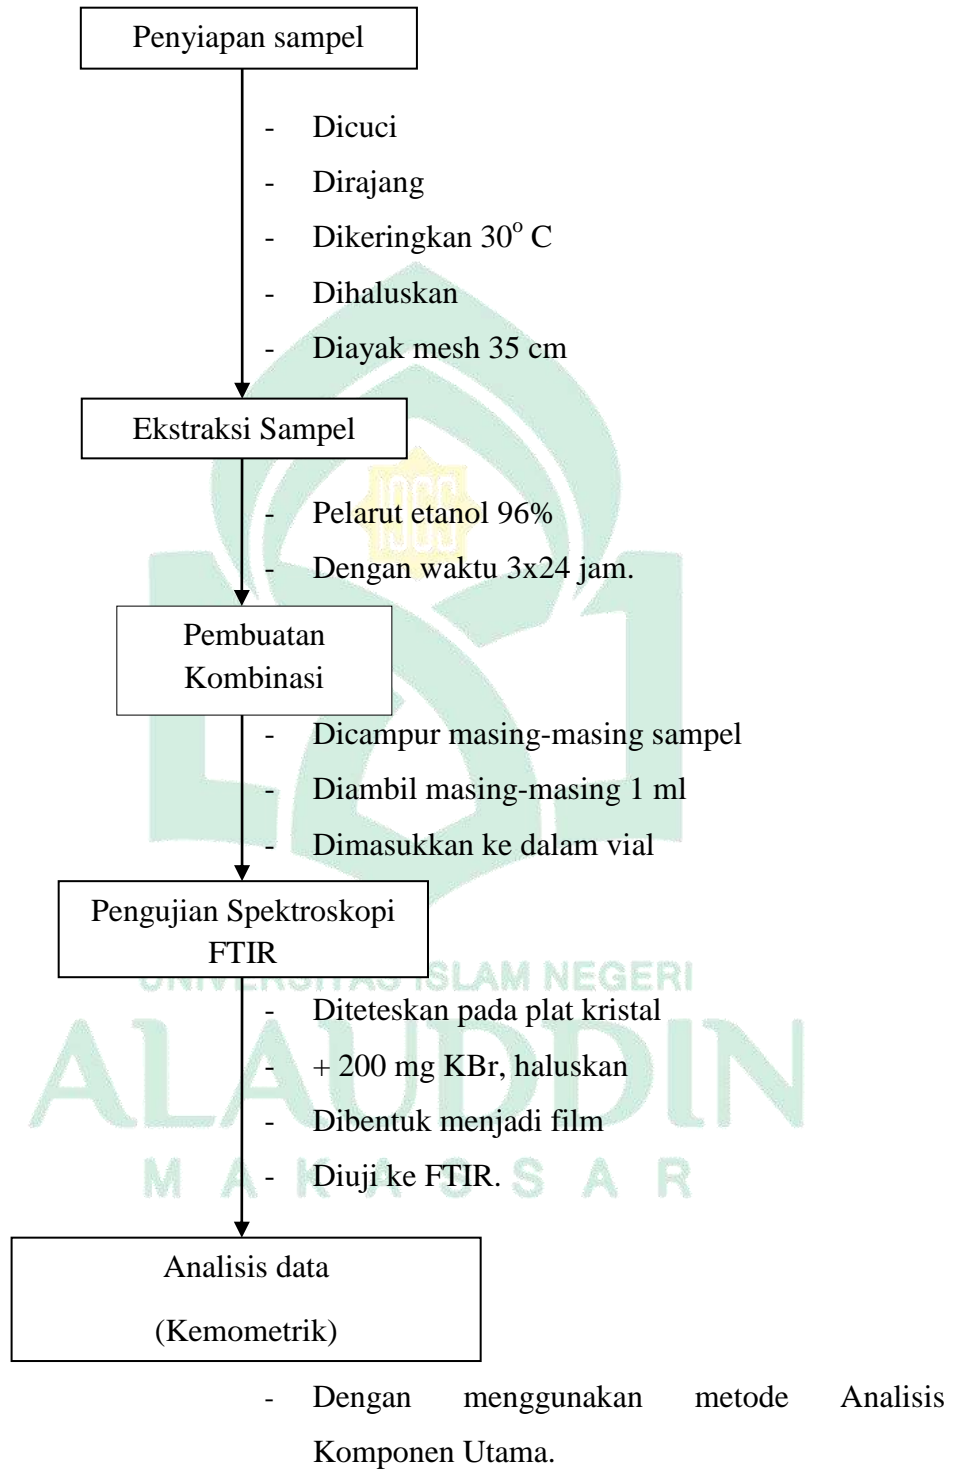 Penyiapan sampel
- Dicuci
- Dirajang
- Dikeringkan 30o C
- Dihaluskan
- Diayak mesh 35 cm
Ekstraksi Sampel
- Pelarut etanol 96%
- Dengan waktu 3x24 jam.
Pembuatan
Kombinasi
- Dicampur masing-masing sampel
- Diambil masing-masing 1 ml
- Dimasukkan ke dalam vial
Pengujian Spektroskopi
FTIR
UNIVERSITAS ISLAM NEGERI
- Diteteskan pada plat kristal
ALAUDDIN
- + 200 mg KBr, haluskan
- Dibentuk menjadi film
- Diuji ke FTIR.
MAKASSAR
Analisis data
(Kemometrik)
- Dengan menggunakan metode Analisis
Komponen Utama.